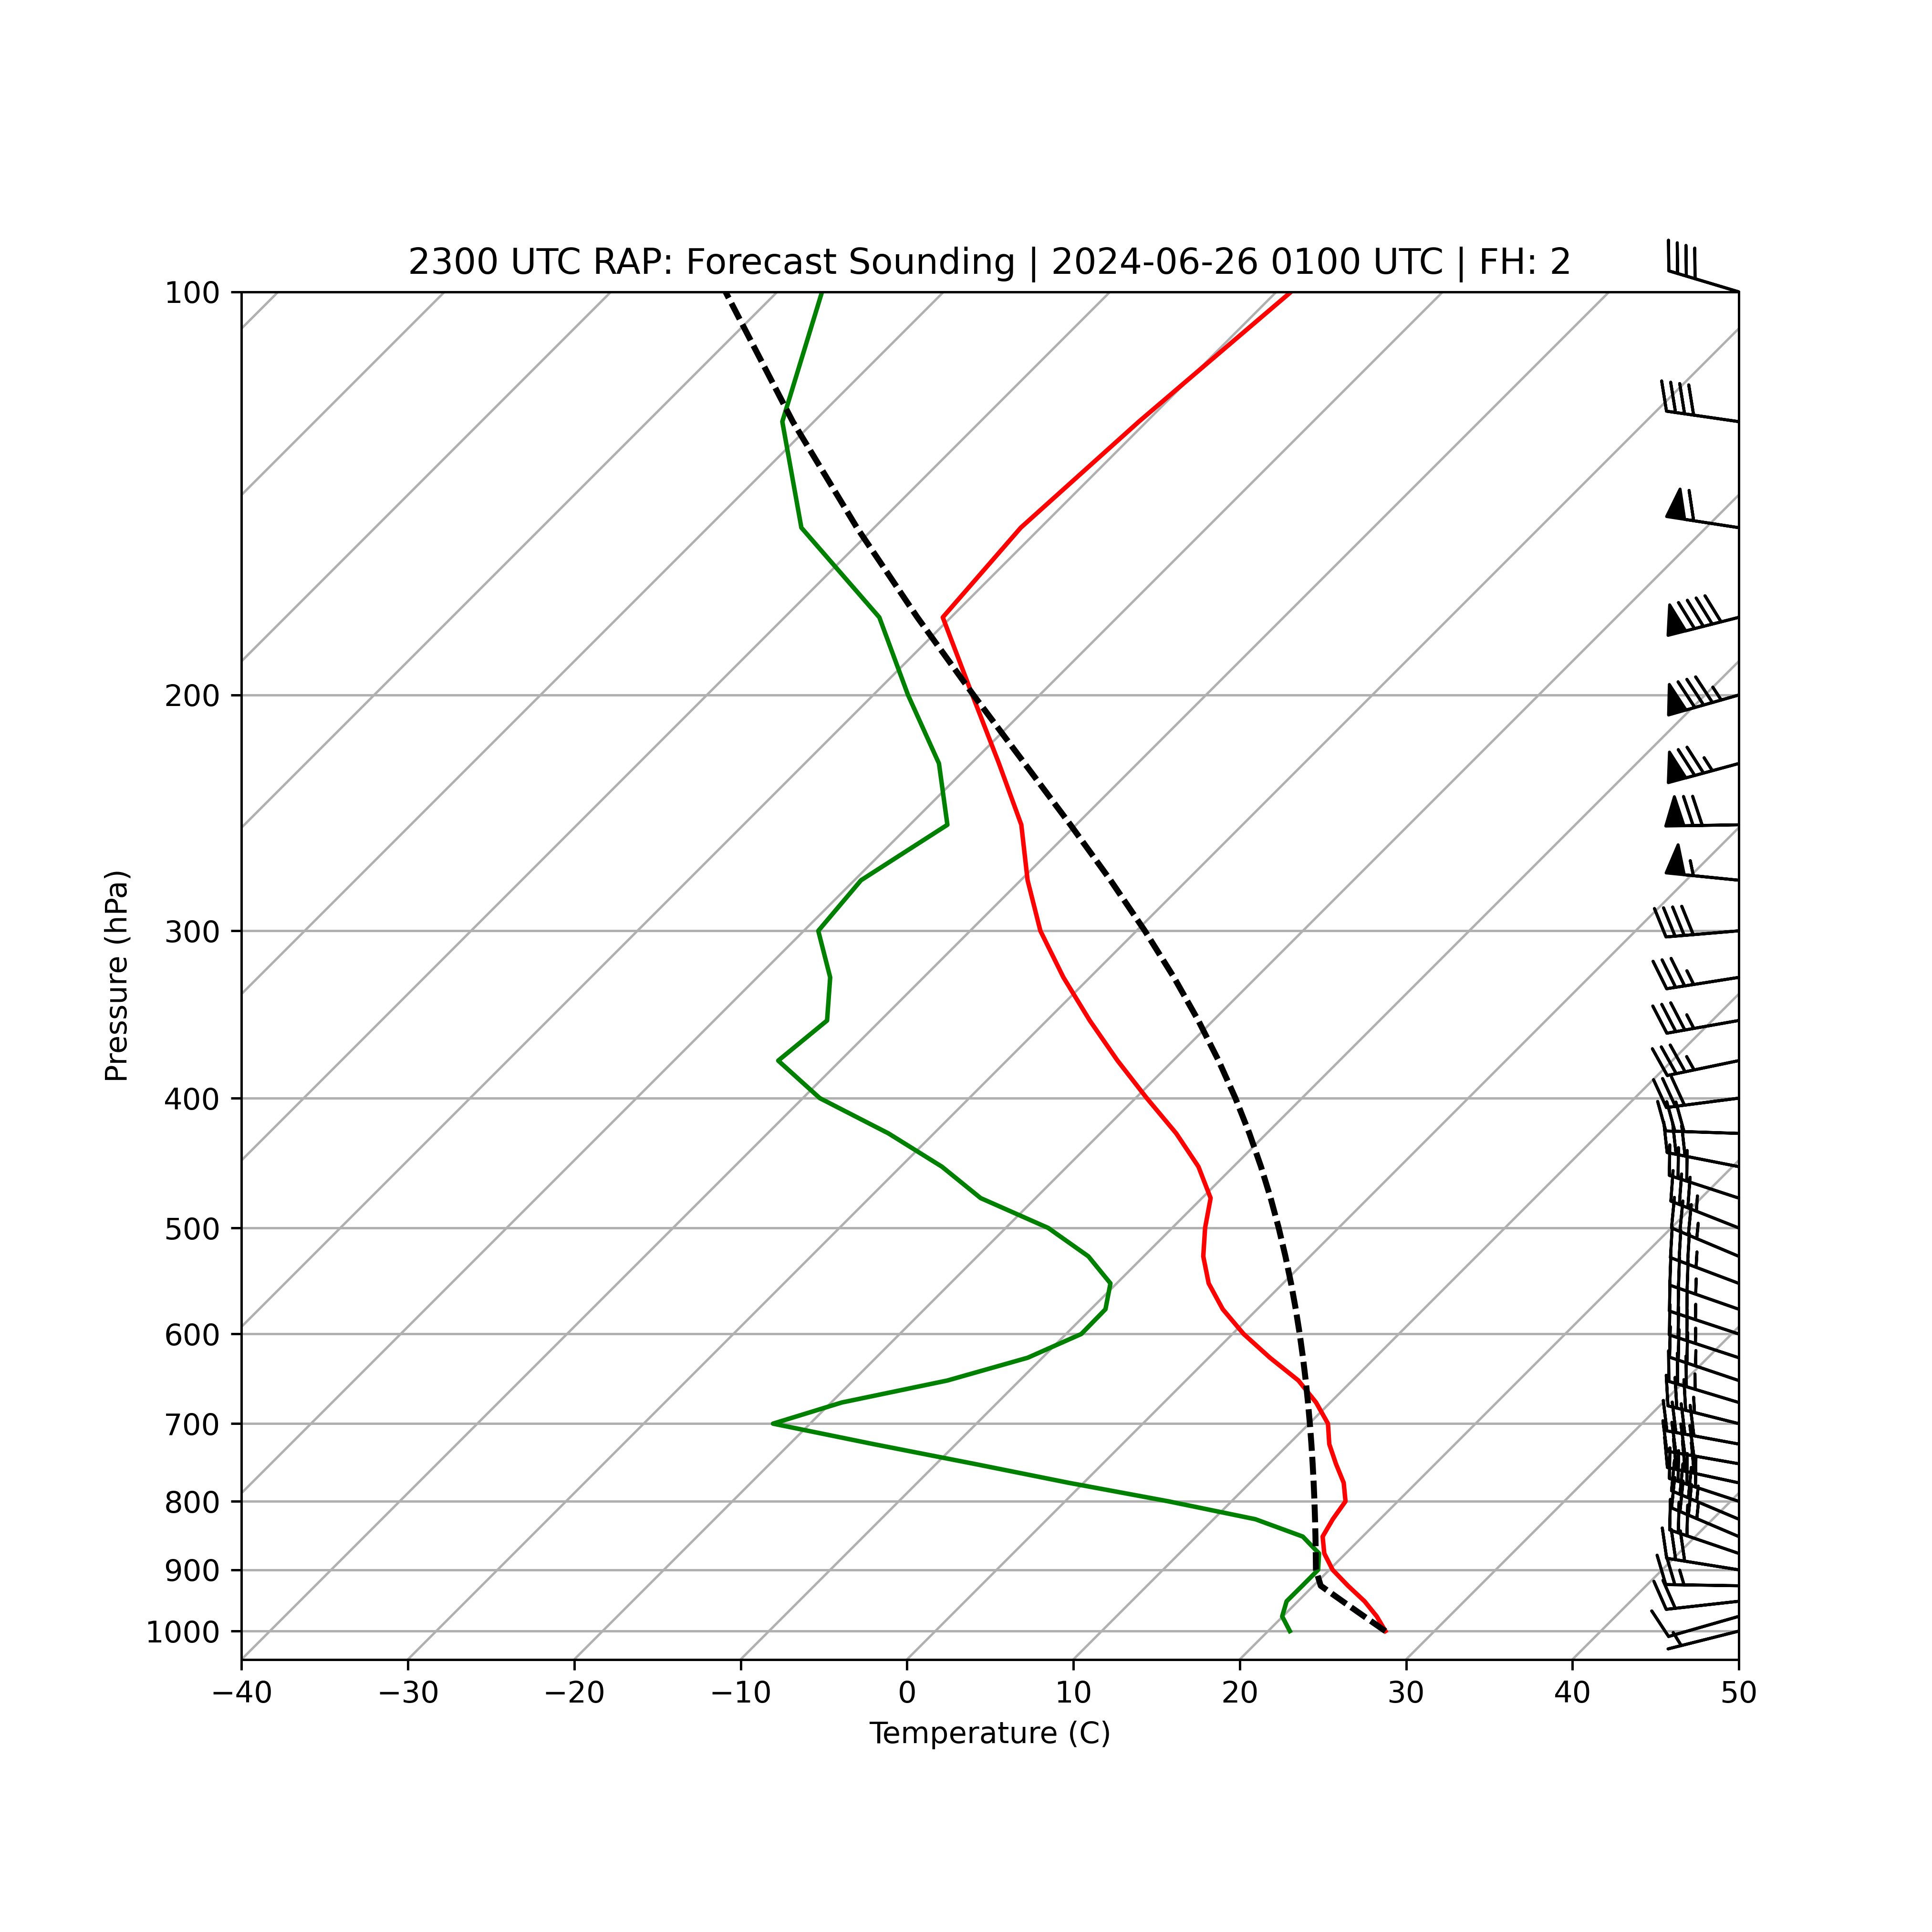 2300 UTC RAP: Forecast Sounding | 2024-06-26 0100 UTC | FH: 2
100
200
300
400
500
600
700
800
900
1000
Pressure (hPa)
−40 −30 −20 −10 0 10 20 30 40 50
Temperature (C)